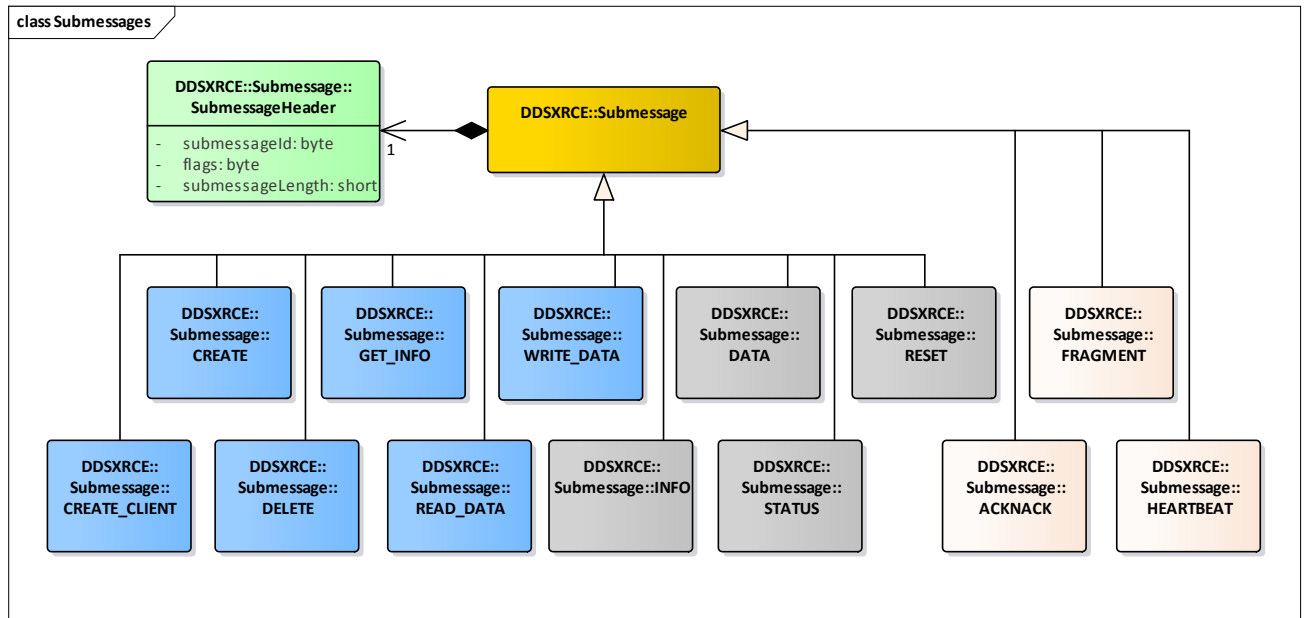 class Submessages
DDSXRCE::Submessage::
SubmessageHeader
- submessageId: byte
- flags: byte
- submessageLength: short
1
DDSXRCE::Submessage
DDSXRCE::
Submessage::
CREATE
DDSXRCE::
Submessage::
GET_INFO
DDSXRCE::
Submessage::
WRITE_DATA
DDSXRCE::
Submessage::
DATA
DDSXRCE::
Submessage::
RESET
DDSXRCE::
Submessage::
FRAGMENT
DDSXRCE::
Submessage::
CREATE_CLIENT
DDSXRCE::
Submessage::
DELETE
DDSXRCE::
Submessage::
READ_DATA
DDSXRCE::
Submessage::INFO
DDSXRCE::
Submessage::
STATUS
DDSXRCE::
Submessage::
ACKNACK
DDSXRCE::
Submessage::
HEARTBEAT